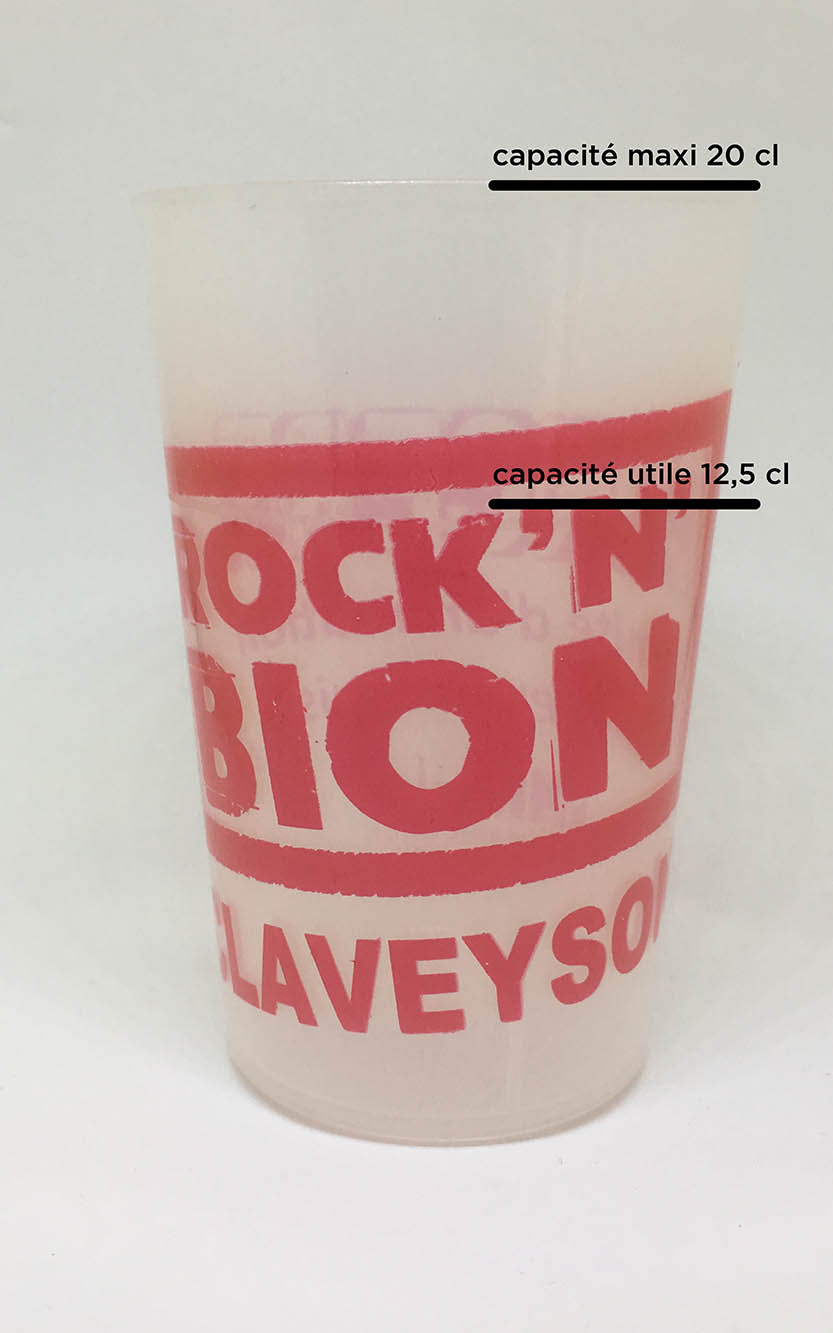 capacité maxi 20 cl
capacité utile 12,5 cl
ROCK'N'
BION
CLAVEYSON